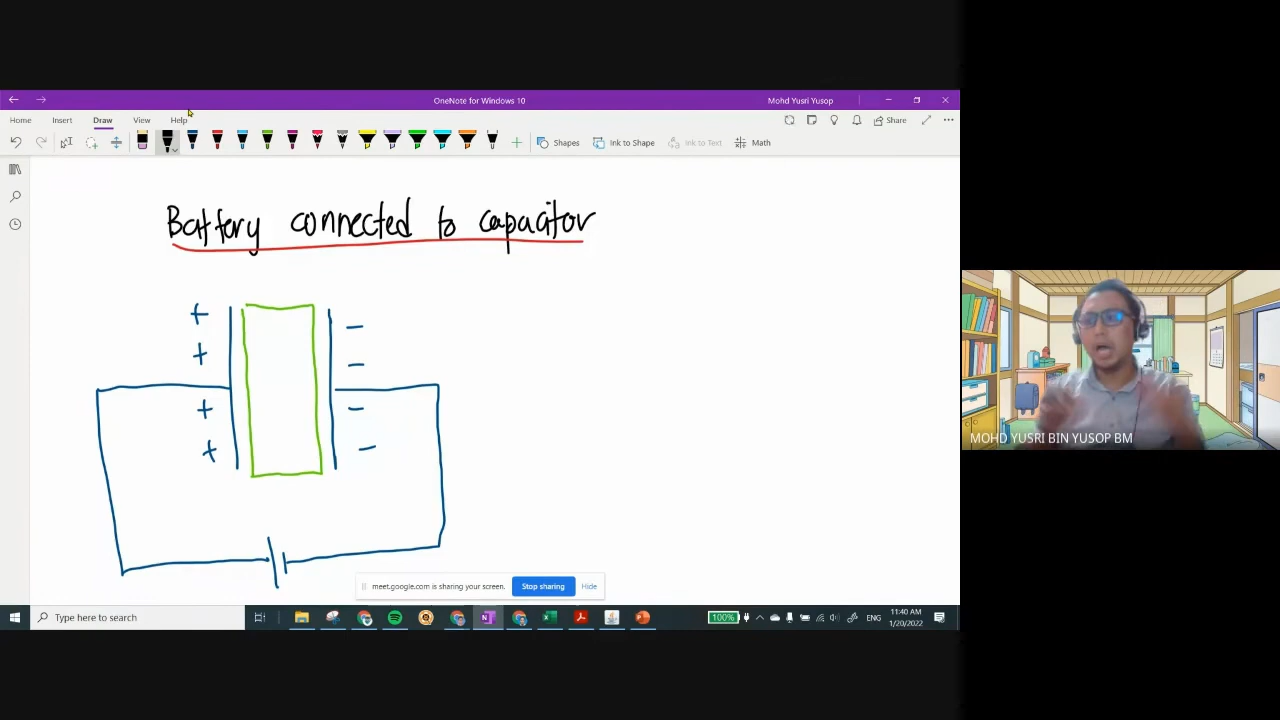 OneNote for Windows 10
Mohd Yusri Yusop
Home Insert Draw View Help
Share
Shapes Ink to Shape Ink to Text Math
Battery connected to capacitor
+ −
+ −
+ −
+ −
MOHD YUSRI BIN YUSOP BM
meet.google.com is sharing your screen. Stop sharing Hide
Type here to search
100% ENG 11:40 AM
1/20/2022